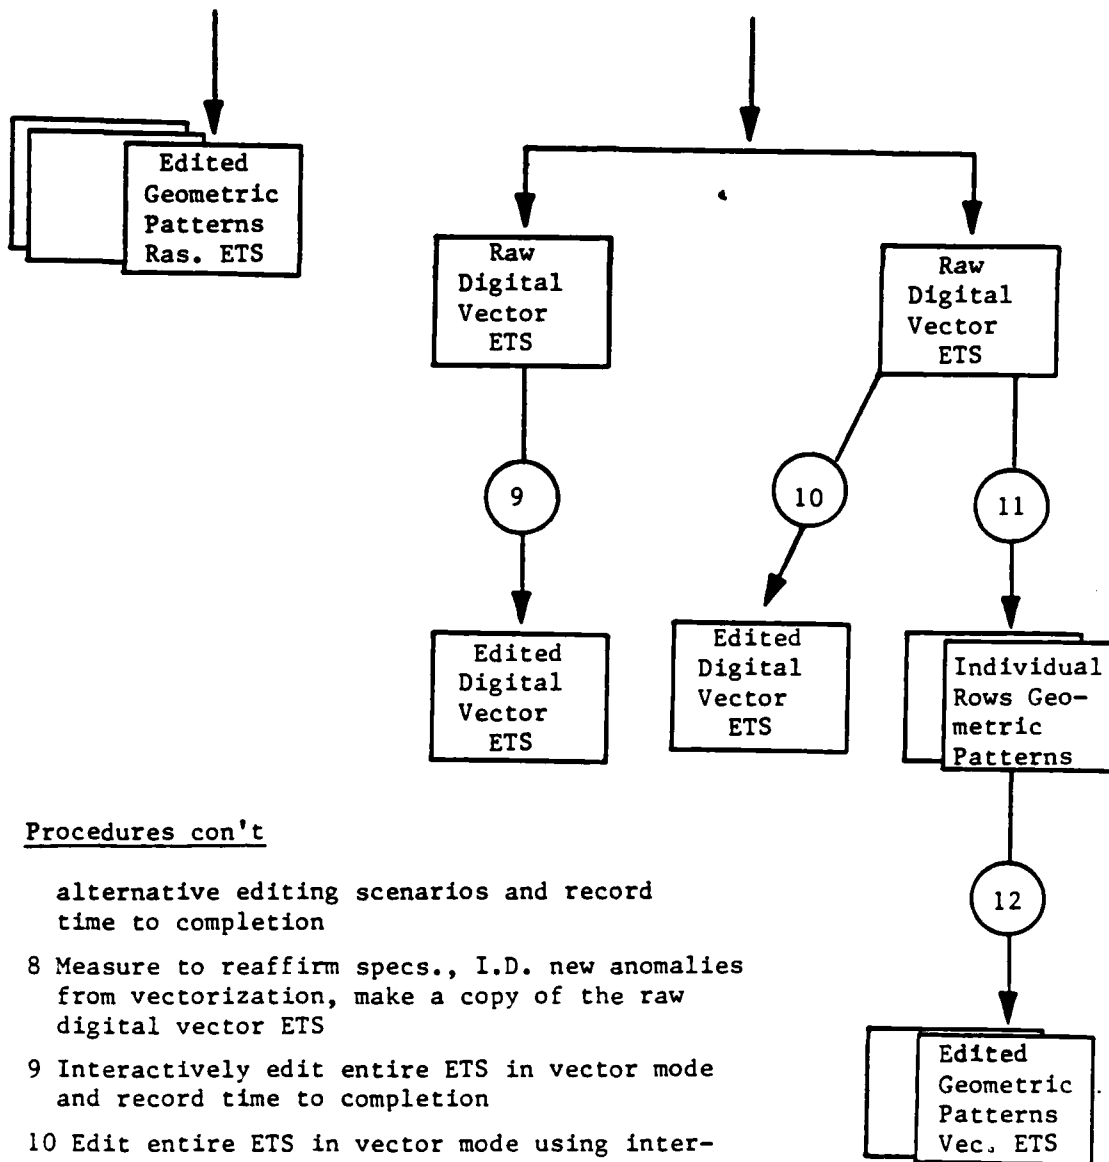 Edited
Geometric
Patterns
Ras. ETS
Raw
Digital
Vector
ETS
Raw
Digital
Vector
ETS
9
10
11
Edited
Digital
Vector
ETS
Edited
Digital
Vector
ETS
Individual
Rows Geo-
metric
Patterns
12
Edited
Geometric
Patterns
Vec. ETS
Procedures con't
alternative editing scenarios and record
time to completion
8 Measure to reaffirm specs., I.D. new anomalies
from vectorization, make a copy of the raw
digital vector ETS
9 Interactively edit entire ETS in vector mode
and record time to completion
10 Edit entire ETS in vector mode using inter-